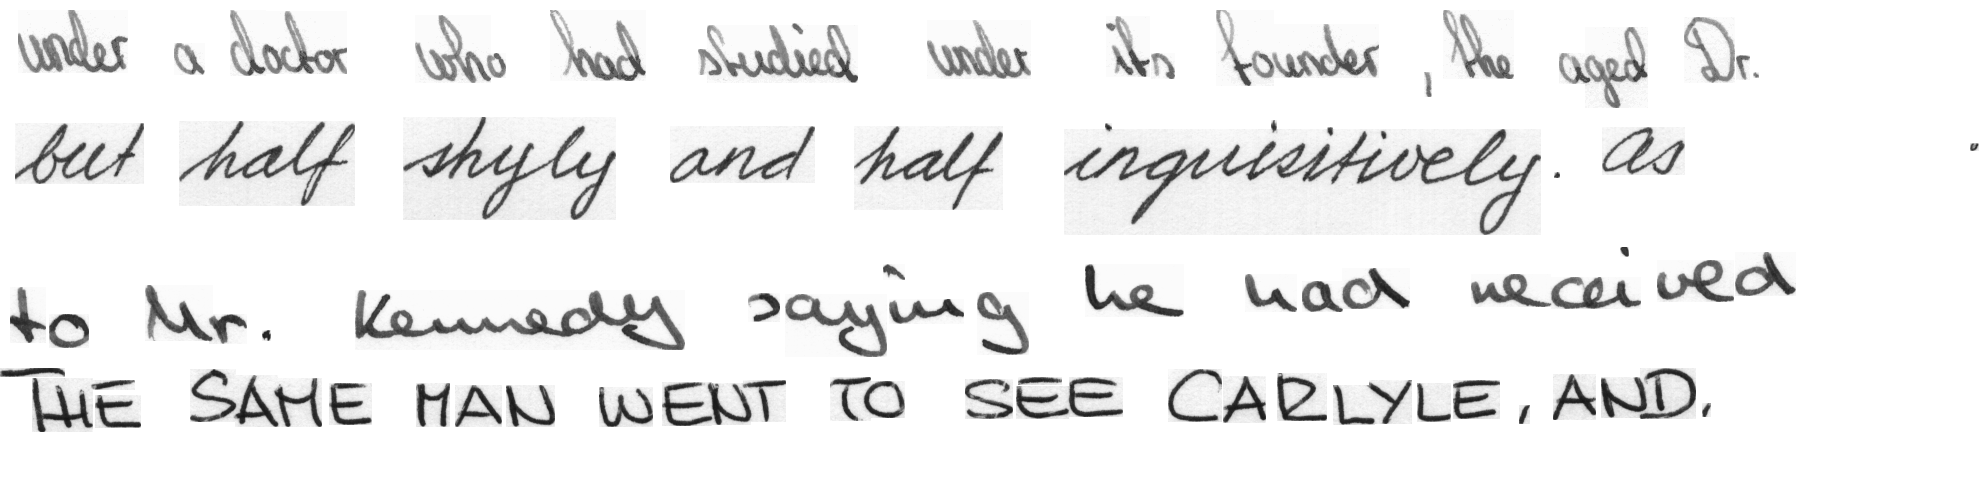 under a doctor who had studied under its founder, the aged Dr.
but half shyly and half inquisitively. As
to Mr. Kennedy saying he had received
THE SAME MAN WENT TO SEE CARLYLE, AND,